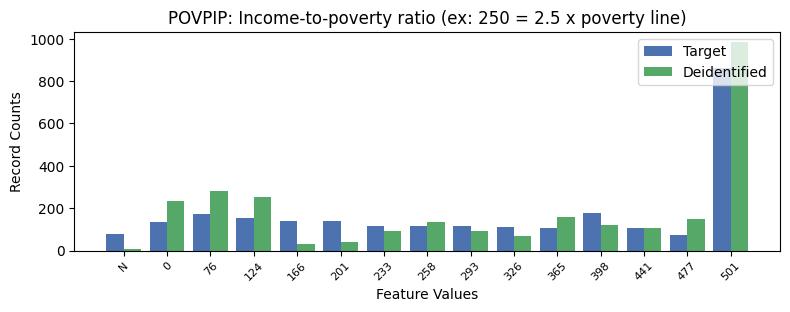 POVPIP: Income-to-poverty ratio (ex: 250 = 2.5 x poverty line)
Record Counts
1000
800
600
400
200
0
Target
Deidentified
N 0 76 124 166 201 233 258 293 326 365 398 441 477 501
Feature Values